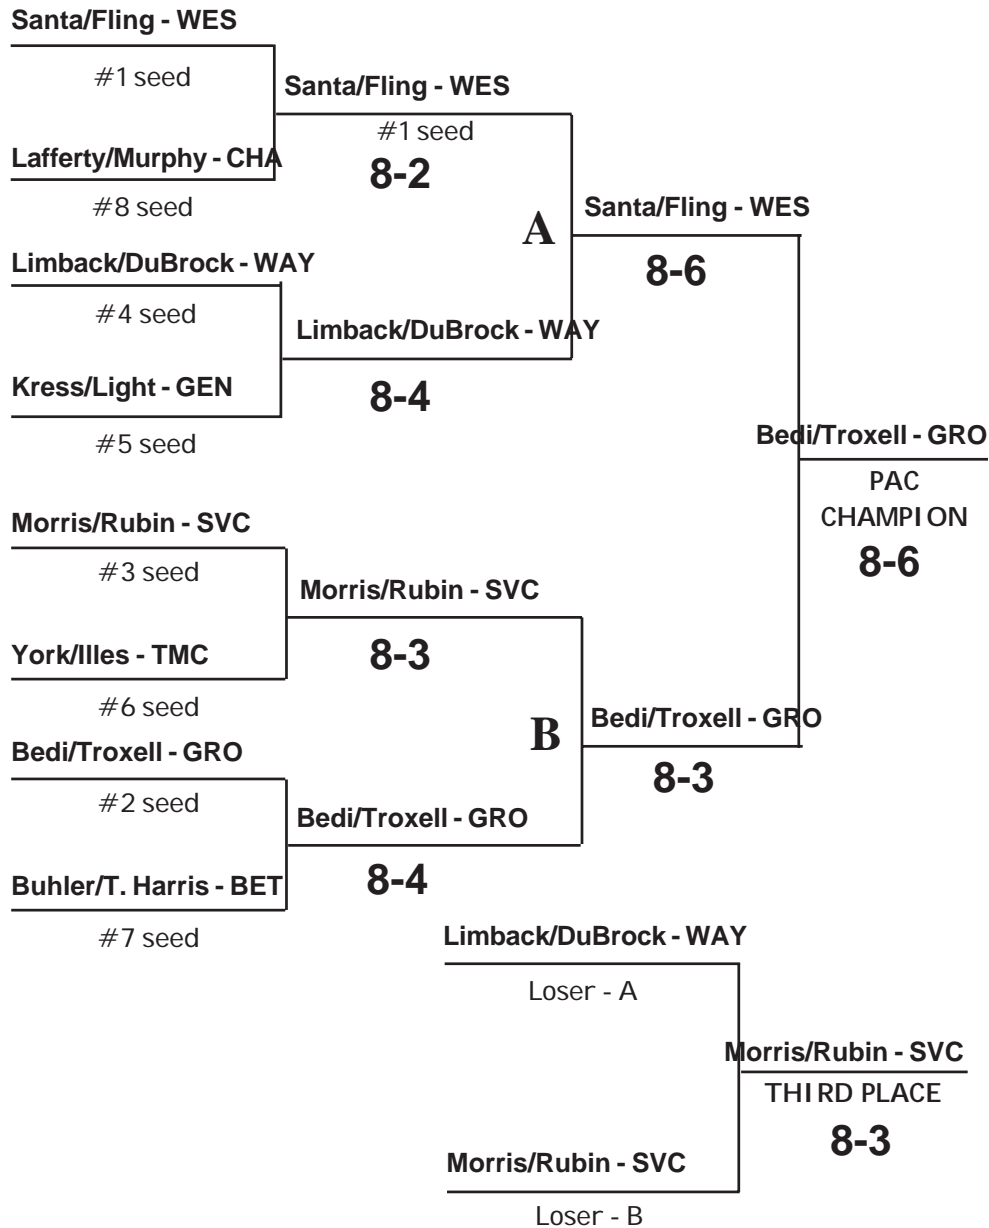 Santa/Fling - WES
#1 seed
Santa/Fling - WES
#1 seed
Lafferty/Murphy - CHA
8-2
#8 seed
Santa/Fling - WES
A
Limback/DuBrock - WAY
8-6
#4 seed
Limback/DuBrock - WAY
Kress/Light - GEN
8-4
#5 seed
Bedi/Troxell - GRO
PAC
CHAMPION
8-6
Morris/Rubin - SVC
#3 seed
Morris/Rubin - SVC
York/Illes - TMC
8-3
#6 seed
Bedi/Troxell - GRO
B
Bedi/Troxell - GRO
8-3
#2 seed
Bedi/Troxell - GRO
Buhler/T. Harris - BET
8-4
#7 seed
Limback/DuBrock - WAY
Loser - A
Morris/Rubin - SVC
THIRD PLACE
8-3
Morris/Rubin - SVC
Loser - B